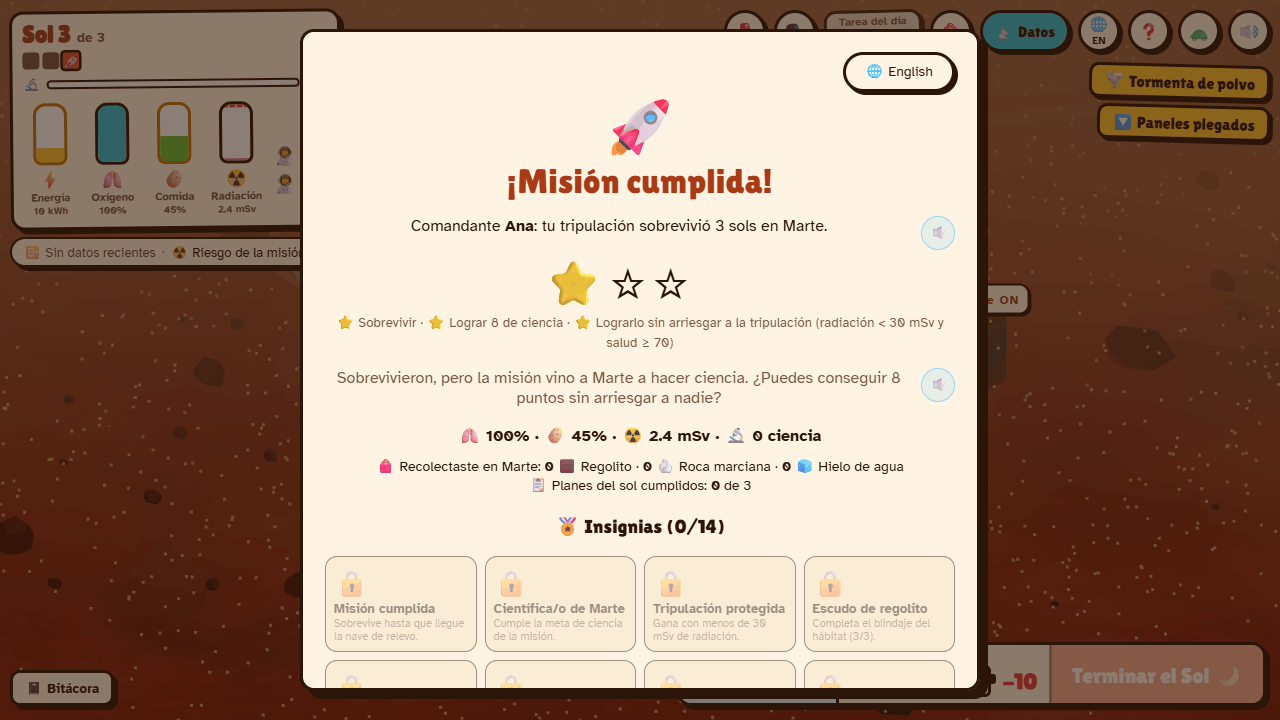 Sol 3 de 3
Energía
10 kWh
Oxígeno
100%
Comida
45%
Radiación
2.4 mSv
Sin datos recientes · Riesgo de la misió
Tarea del día
Datos
EN
Tormenta de polvo
Paneles plegados
English
¡Misión cumplida!
Comandante Ana: tu tripulación sobrevivió 3 sols en Marte.
Sobrevivir · Lograr 8 de ciencia · Lograrlo sin arriesgar a la tripulación (radiación < 30 mSv y
salud ≥ 70)
Sobrevivieron, pero la misión vino a Marte a hacer ciencia. ¿Puedes conseguir 8
puntos sin arriesgar a nadie?
100% · 45% · 2.4 mSv · 0 ciencia
Recolectaste en Marte: 0 Regolito · 0 Roca marciana · 0 Hielo de agua
Planes del sol cumplidos: 0 de 3
Insignias (0/14)
Misión cumplida
Sobrevive hasta que llegue
la nave de relevo.
Científica/o de Marte
Cumple la meta de ciencia
de la misión.
Tripulación protegida
Gana con menos de 30
mSv de radiación.
Escudo de regolito
Completa el blindaje del
hábitat (3/3).
ON
Bitácora
–10
Terminar el Sol